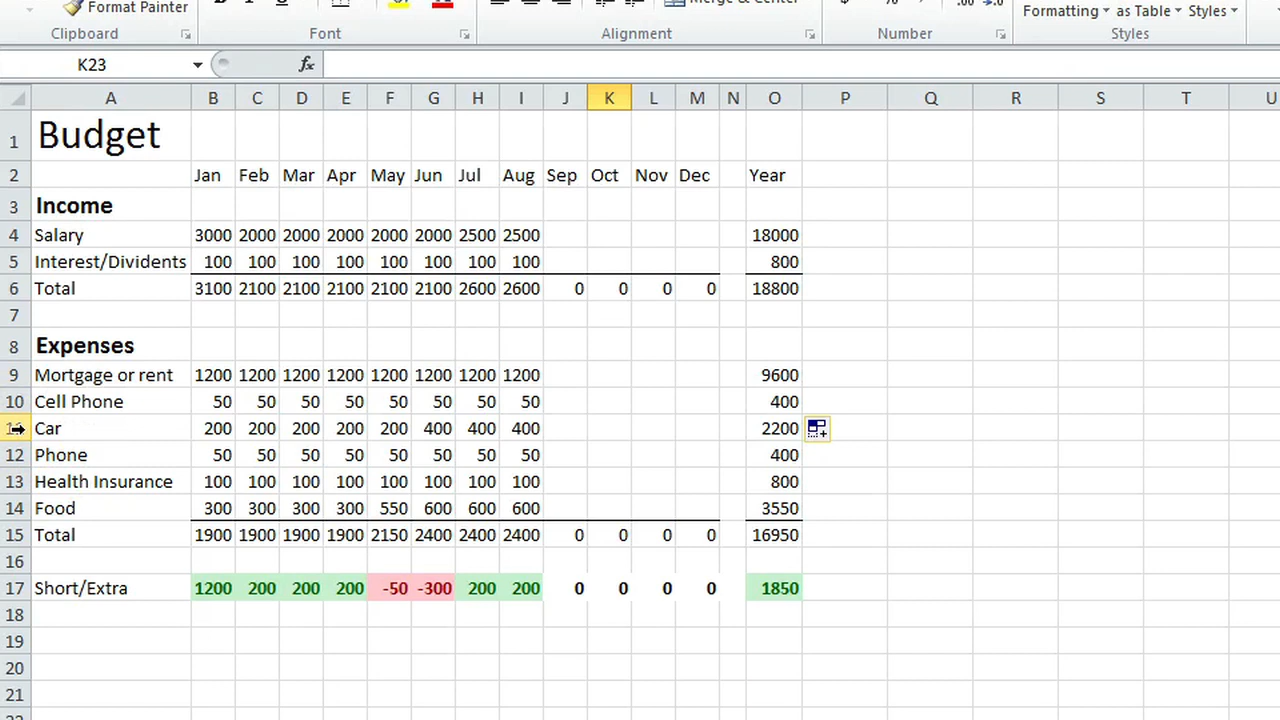 Format Painter
Merge & Center
$ % .00 .0
Formatting as Table Styles
Clipboard Font Alignment Number Styles
K23 fx
A B C D E F G H I J K L M N O P Q R S T U
1 Budget
2 Jan Feb Mar Apr May Jun Jul Aug Sep Oct Nov Dec Year
3 Income
4 Salary 3000 2000 2000 2000 2000 2000 2500 2500 18000
5 Interest/Dividents 100 100 100 100 100 100 100 100 800
6 Total 3100 2100 2100 2100 2100 2100 2600 2600 0 0 0 0 18800
7
8 Expenses
9 Mortgage or rent 1200 1200 1200 1200 1200 1200 1200 1200 9600
10 Cell Phone 50 50 50 50 50 50 50 50 400
Car 200 200 200 200 200 400 400 400 2200
12 Phone 50 50 50 50 50 50 50 50 400
13 Health Insurance 100 100 100 100 100 100 100 100 800
14 Food 300 300 300 300 550 600 600 600 3550
15 Total 1900 1900 1900 1900 2150 2400 2400 2400 0 0 0 0 16950
16
17 Short/Extra 1200 200 200 200 -50 -300 200 200 0 0 0 0 1850
18
19
20
21
22